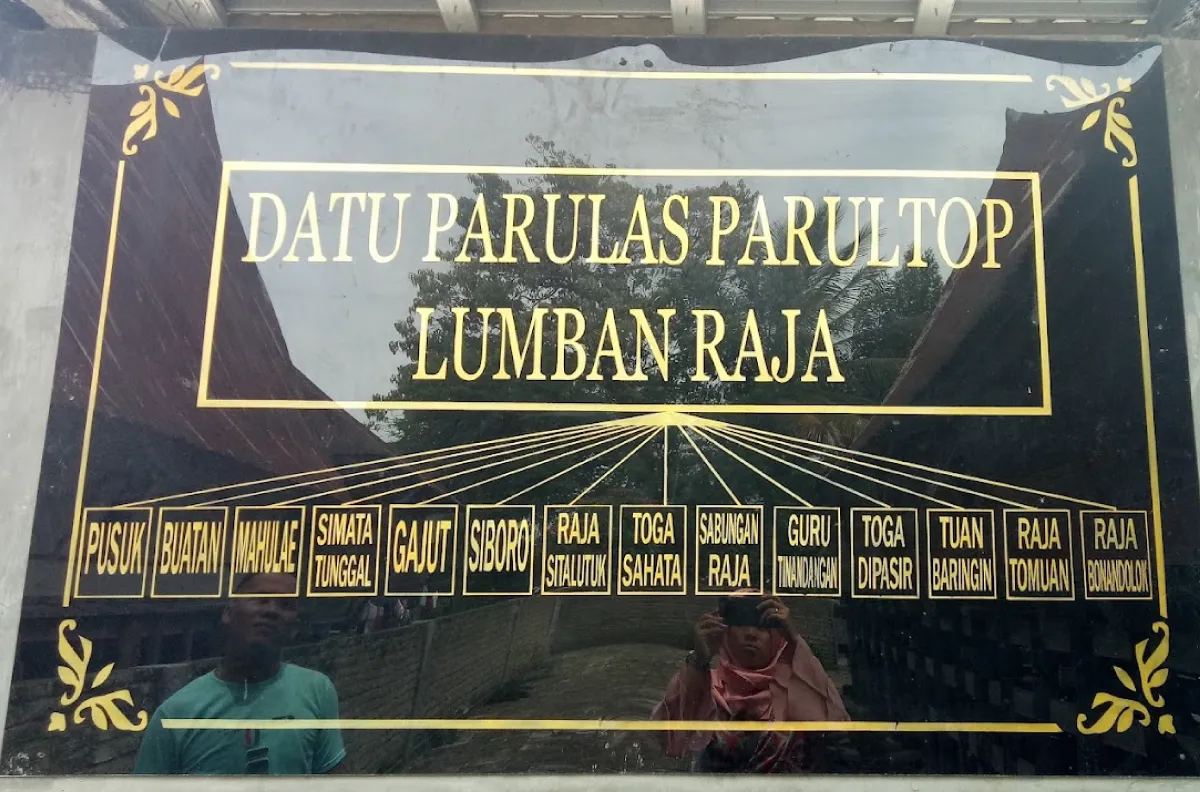 DATU PARULAS PARULTOP
LUMBAN RAJA
PUSUK
BUATAN
MAHULAE
SIMATA
TUNGGAL
GAJUT
SIBORO
RAJA
SITALUTUK
TOGA
SAHATA
SABUNGAN
RAJA
GURU
TINANDANGAN
TOGA
DIPASIR
TUAN
BARINGIN
RAJA
TOMUAN
RAJA
BONANDOLOK